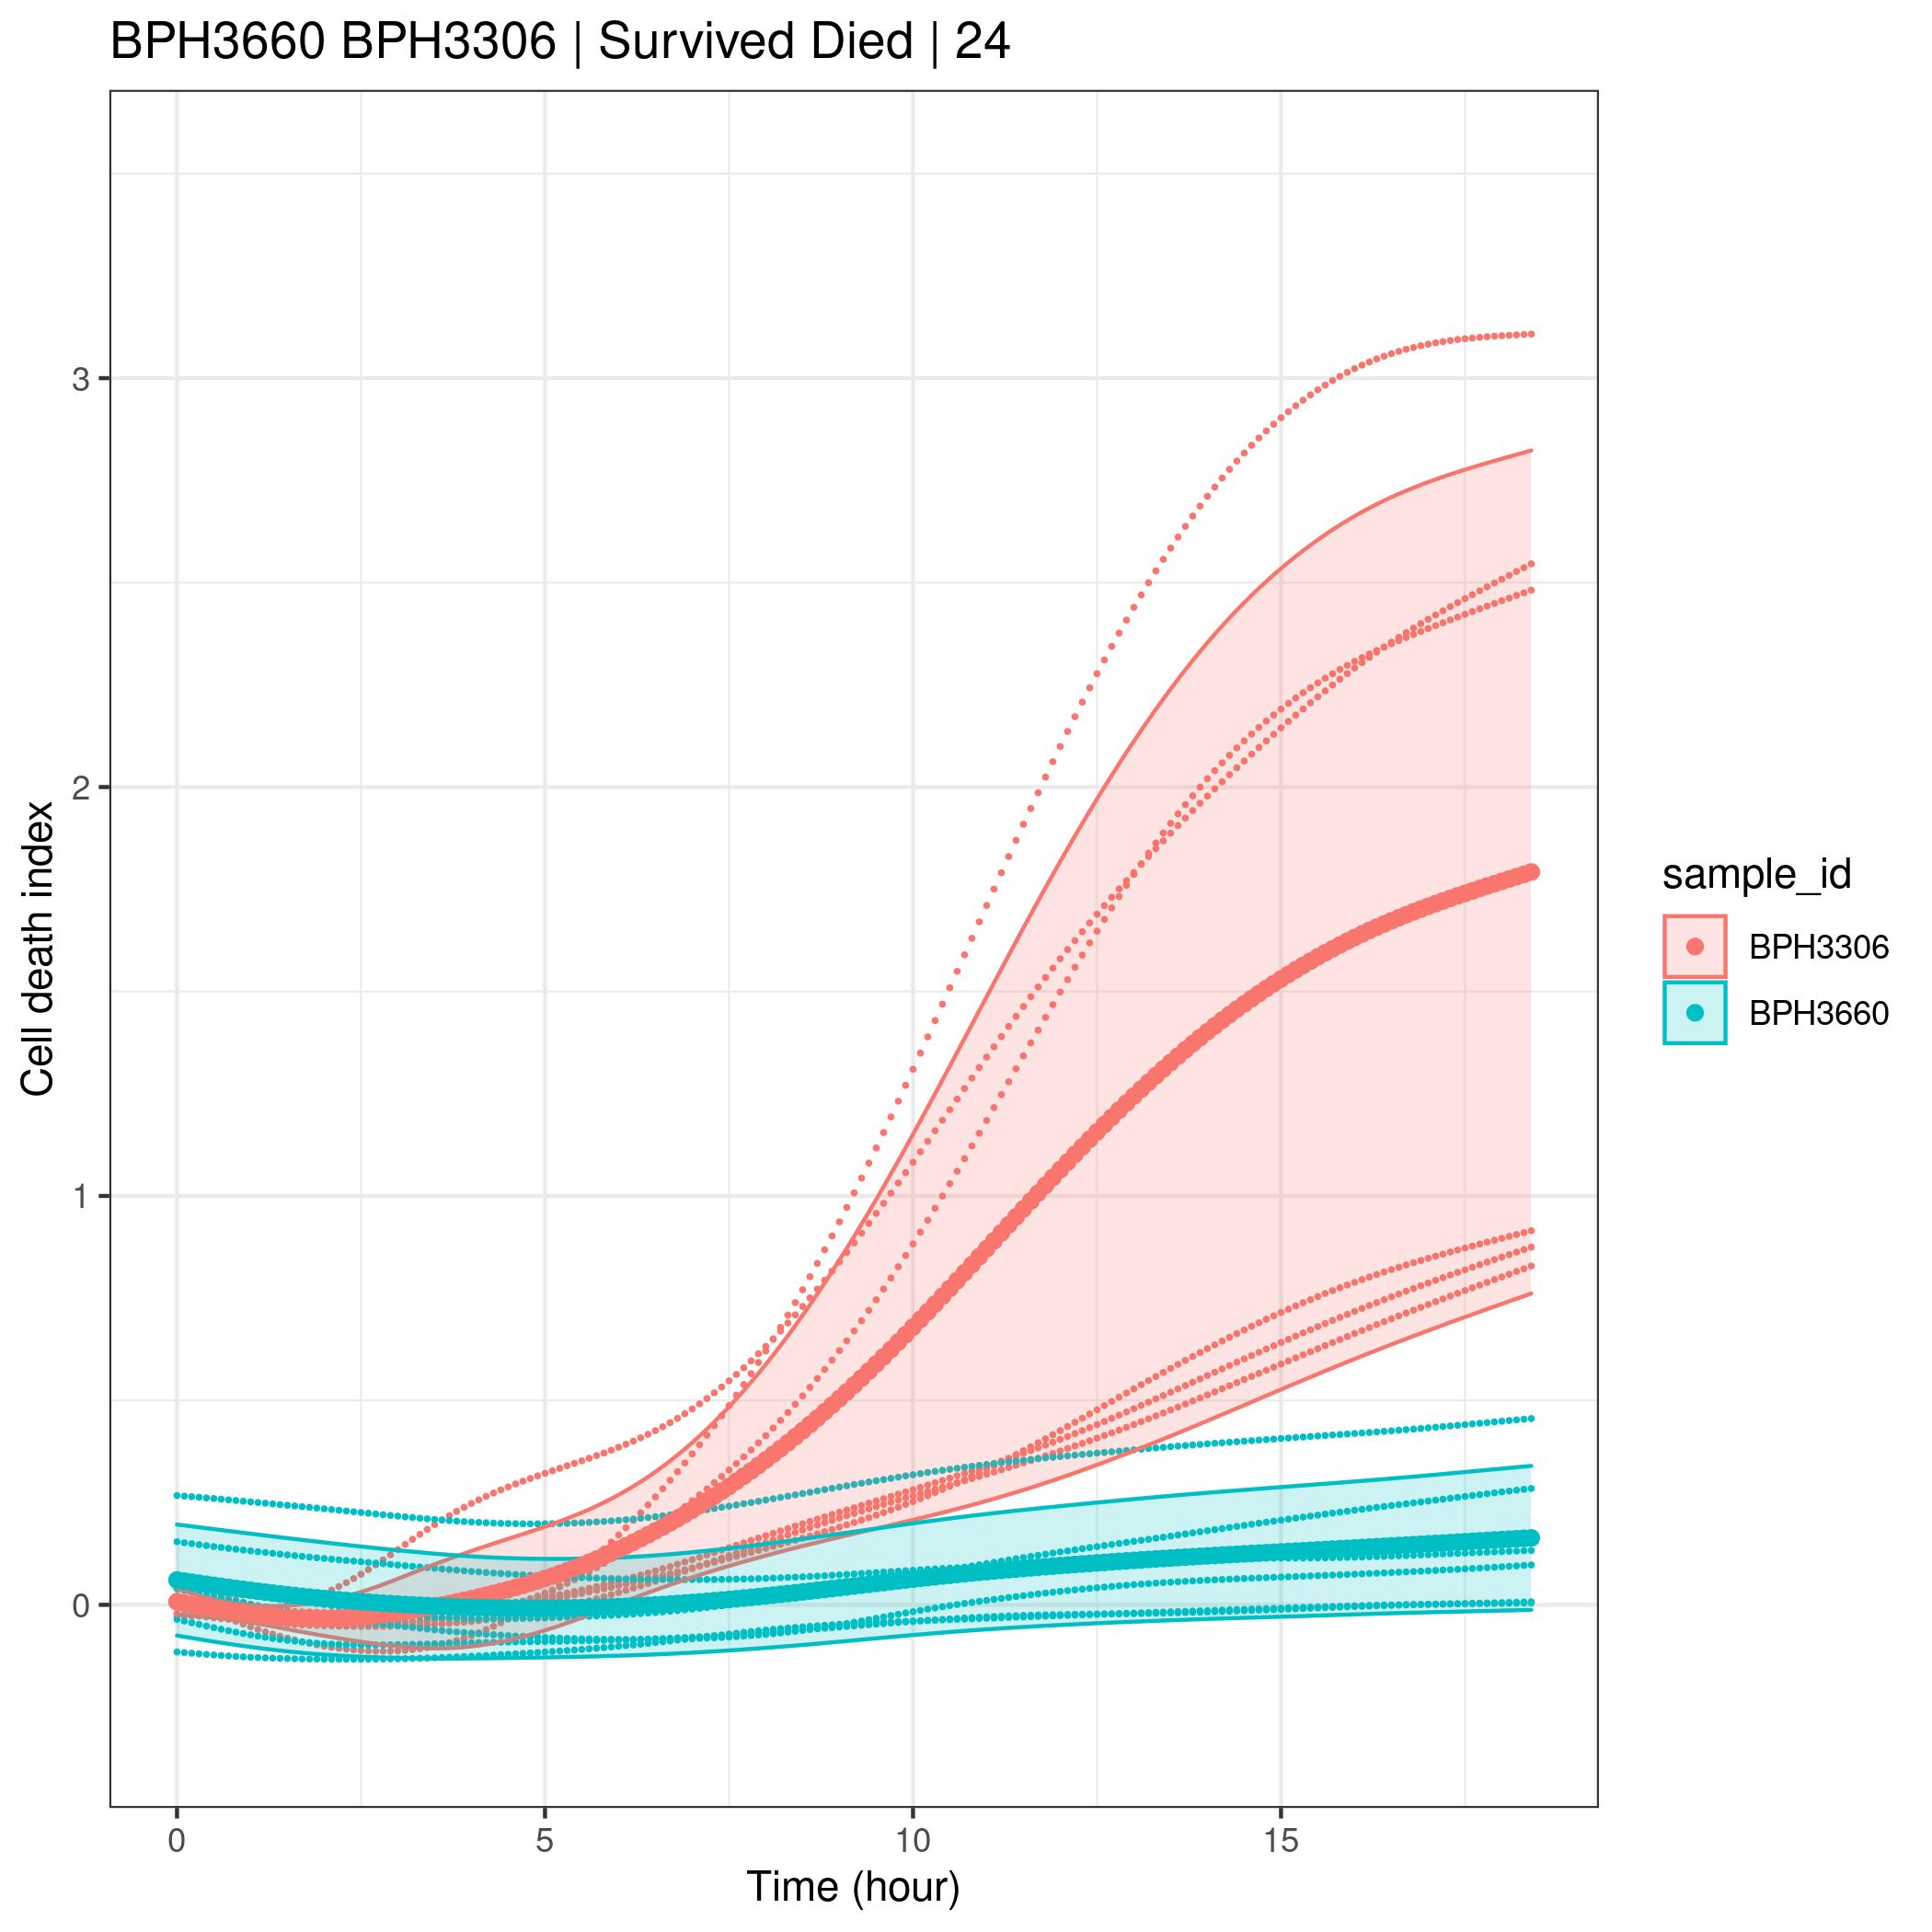 BPH3660 BPH3306 | Survived Died | 24
3
2
1
0
Cell death index
0 5 10 15
Time (hour)
sample_id
BPH3306
BPH3660